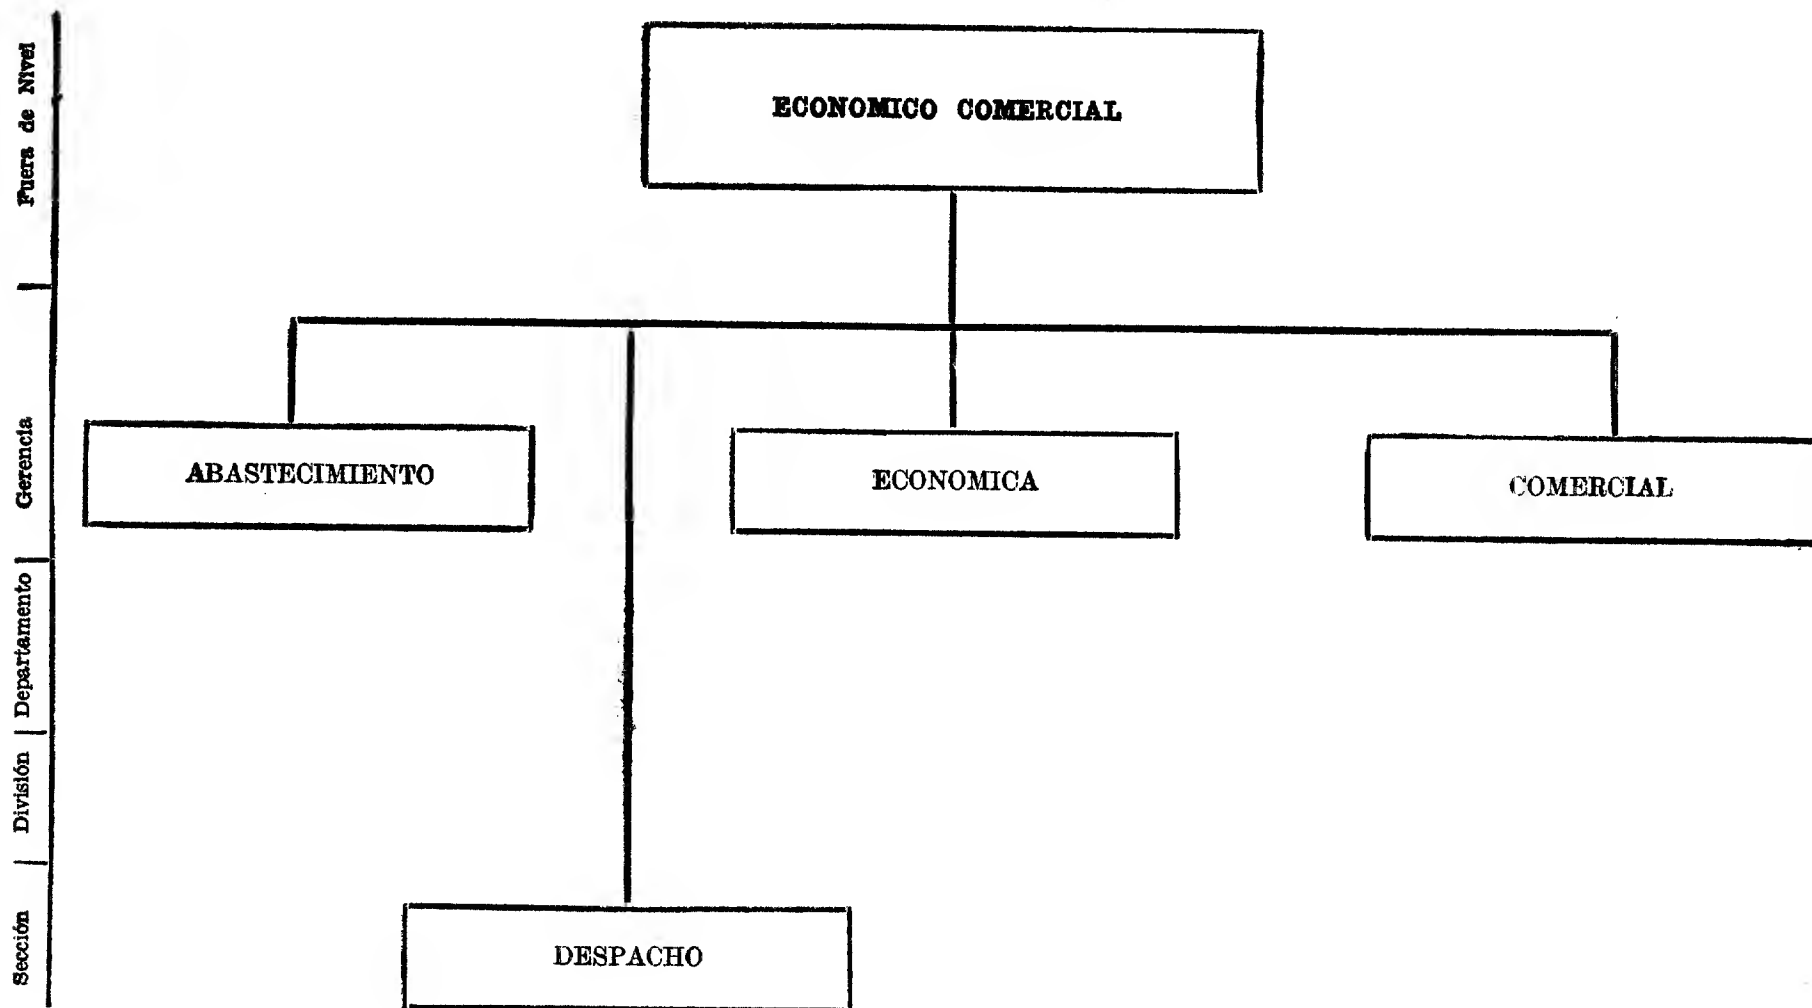 Fuera de Nivel
ECONOMICO COMERCIAL
Gerencia
ABASTECIMIENTO
ECONOMICA
COMERCIAL
Departamento
División
Sección
DESPACHO